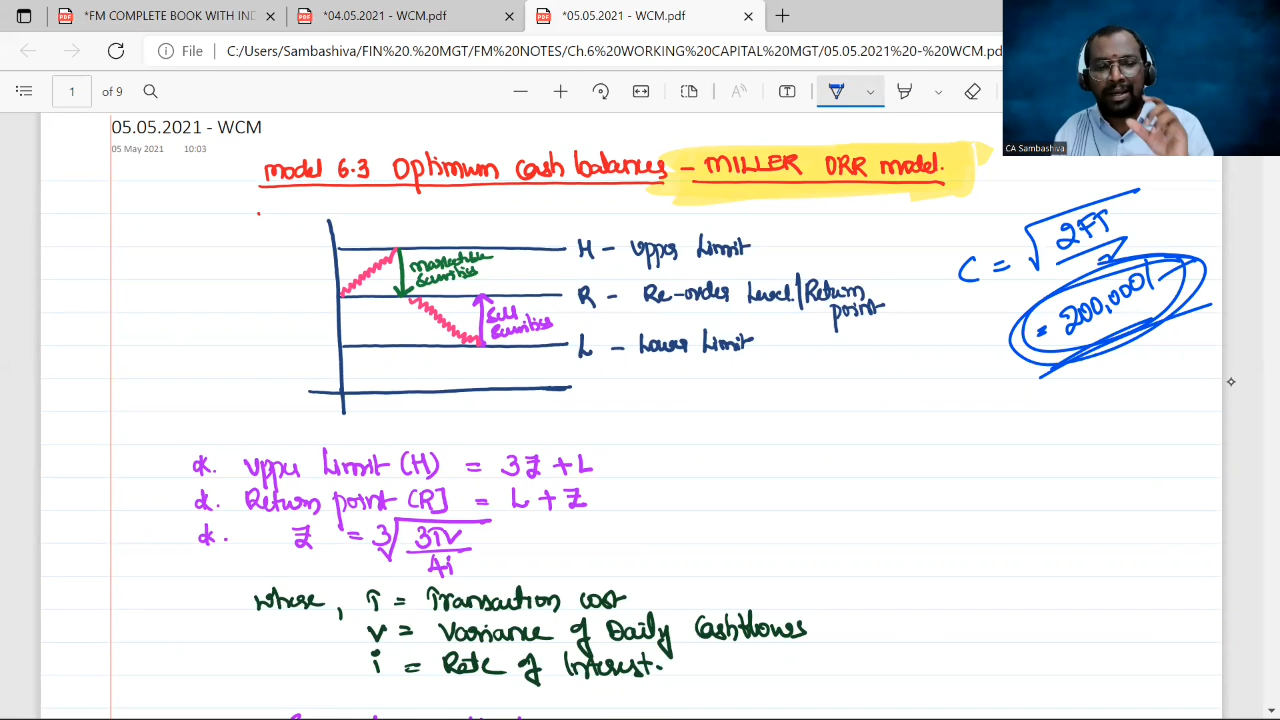 *FM COMPLETE BOOK WITH IND
*04.05.2021 - WCM.pdf
*05.05.2021 - WCM.pdf
File
C:/Users/Sambashiva/FIN%20.%20MGT/FM%20NOTES/Ch.6%20WORKING%20CAPITAL%20MGT/05.05.2021%20-%20WCM.pd
1 of 9
CA Sambashiva
05.05.2021 - WCM
05 May 2021 10:03
Model 6.3 Optimum Cash balances - MILLER ORR model.
C = √2FT
= 200,000/-
Marketable Securities
Sell Securities
H - Upper Limit
R - Re-order Level/Return point
L - Lower Limit
*. Upper Limit (H) = 3Z + L
*. Return point (R] = L + Z
*. Z = 3√3TV/4i
where, T = Transaction cost
V = Variance of Daily Cashflows
i = Rate of Interest.